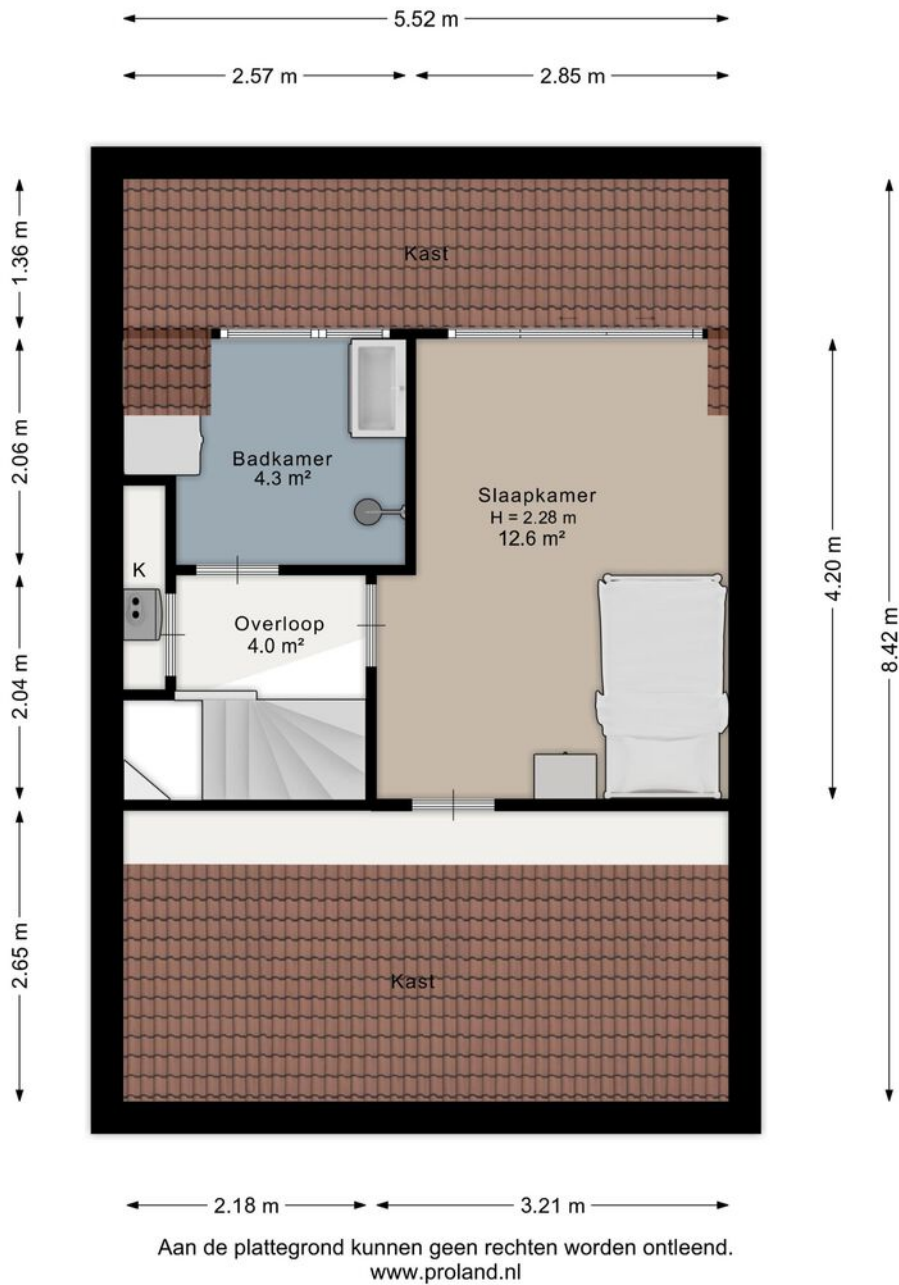 5.52 m
2.57 m
2.85 m
1.36 m
Kast
2.06 m
Badkamer
4.3 m²
Slaapkamer
H = 2.28 m
12.6 m²
4.20 m
8.42 m
K
Overloop
4.0 m²
2.04 m
2.65 m
Kast
2.18 m
3.21 m
Aan de plattegrond kunnen geen rechten worden ontleend.
www.proland.nl